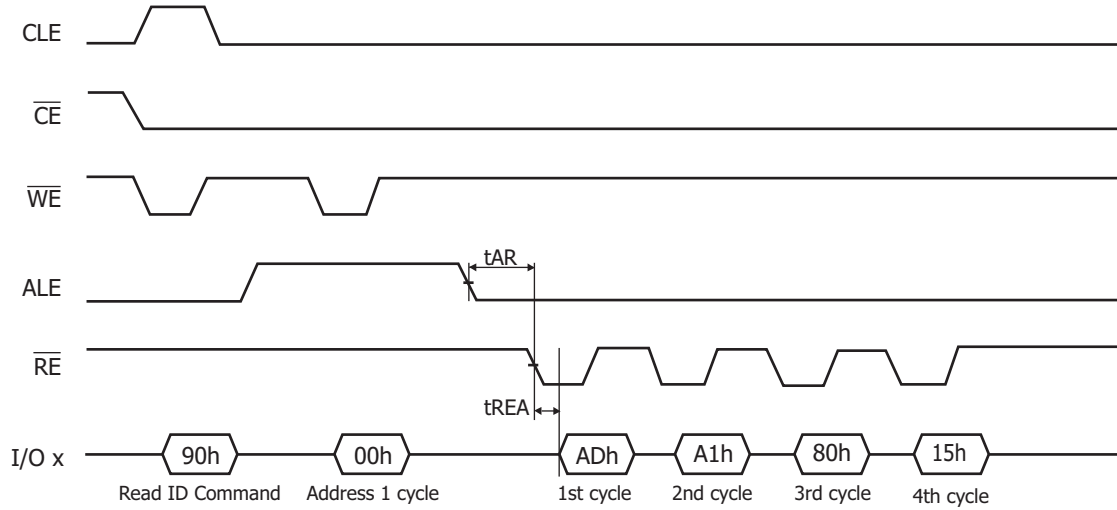 CLE
CE
WE
ALE
tAR
RE
tREA
I/O x
90h 00h ADh A1h 80h 15h
Read ID Command Address 1 cycle 1st cycle 2nd cycle 3rd cycle 4th cycle